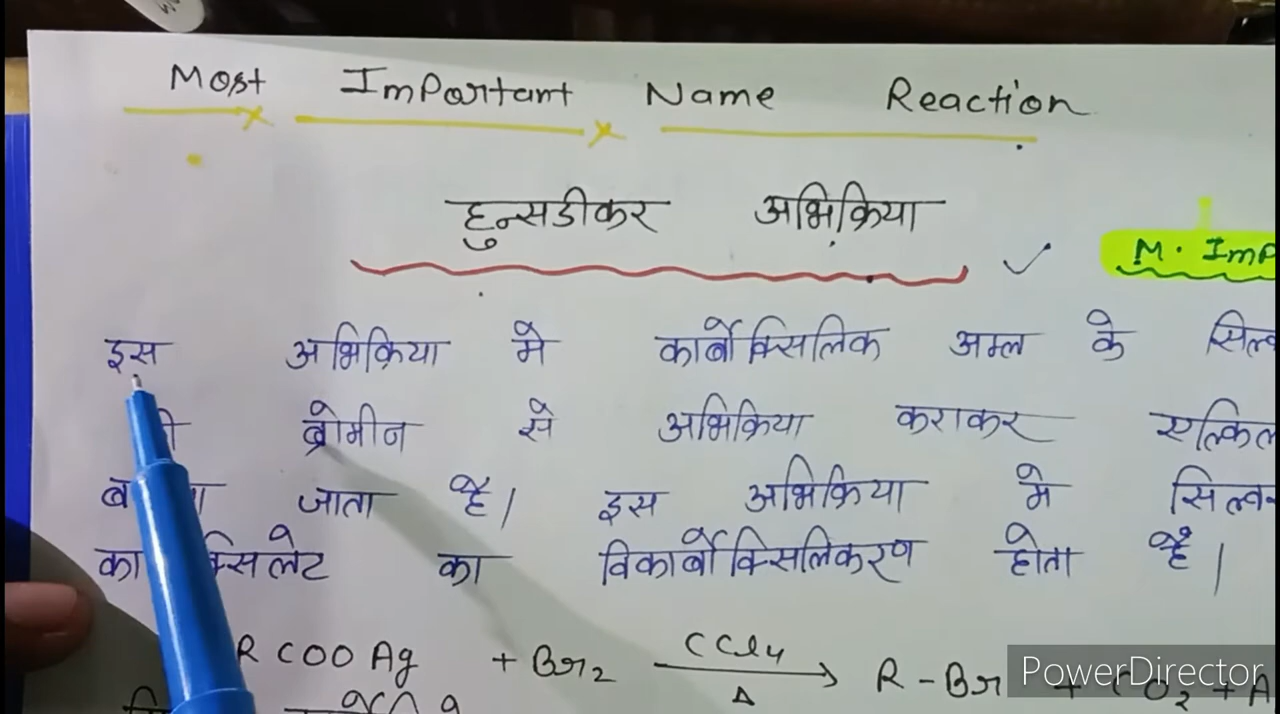 Most Important Name Reaction
हुन्सडीकर अभिक्रिया
M. Imp
इस अभिक्रिया मे कार्बोक्सिलिक अम्ल के
ब्रोमीन से अभिक्रिया कराकर एल्किल
जाता है। इस अभिक्रिया मे
का विकार्बोक्सिलिकरण होता है।
RCOOAg + Br2 CCl4 Δ R-Br + CO2 + A
PowerDirector